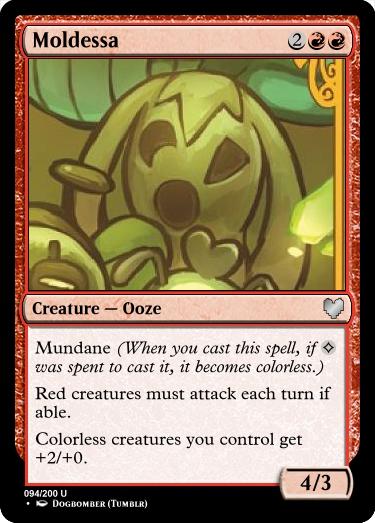 Moldessa 2
Creature — Ooze
Mundane (When you cast this spell, if
was spent to cast it, it becomes colorless.)
Red creatures must attack each turn if
able.
Colorless creatures you control get
+2/+0.
4/3
094/200 U
• Dogbomber (Tumblr)